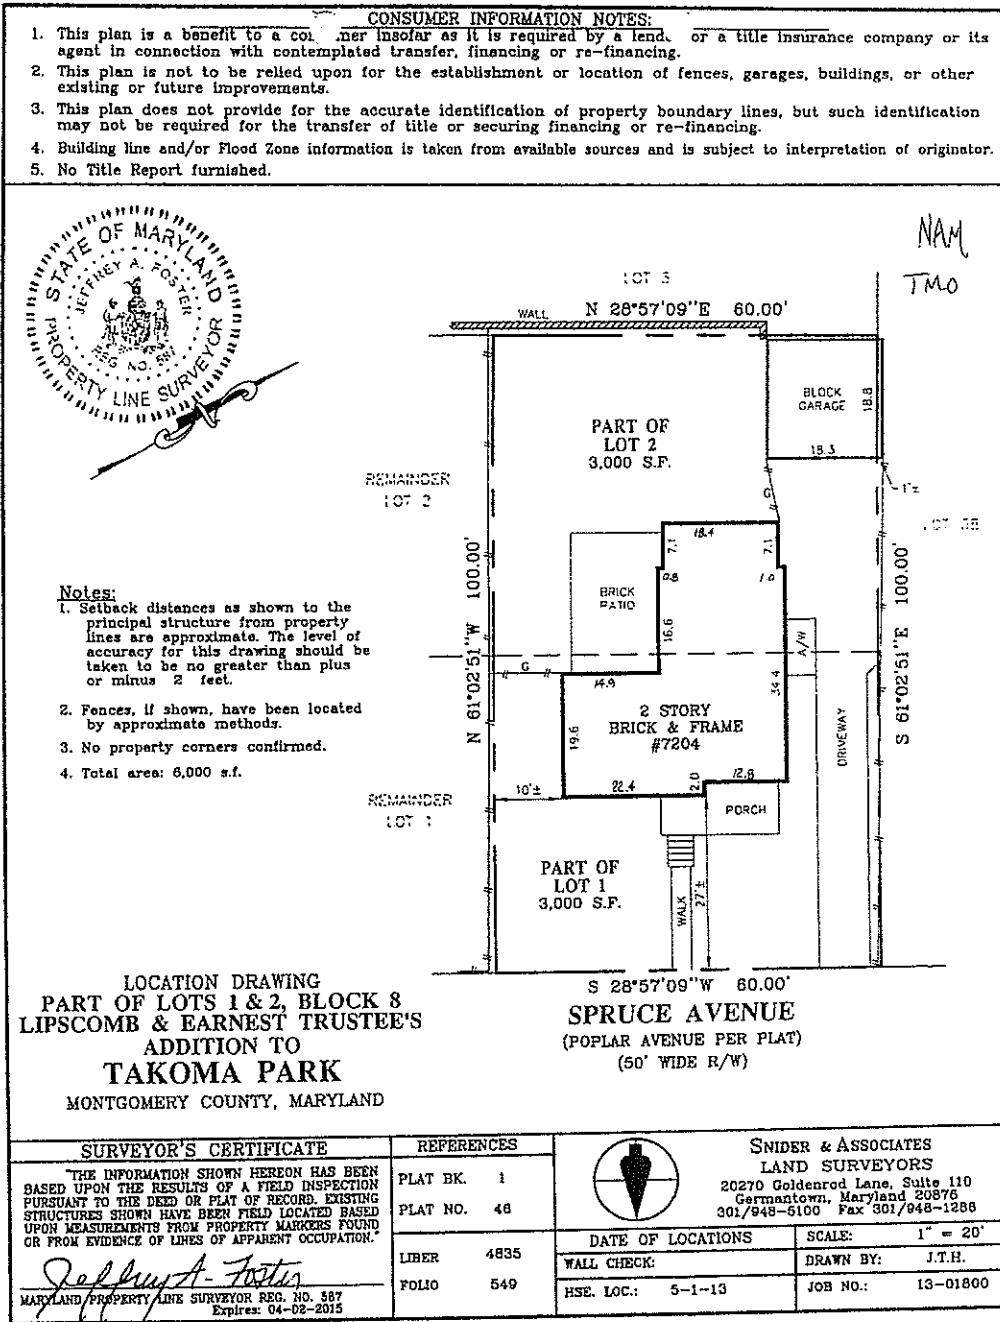 CONSUMER INFORMATION NOTES:
1. This plan is a benefit to a insofar as it is required by a or a title insurance company or its
agent in connection with contemplated transfer, financing or re-financing.
2. This plan is not to be relied upon for the establishment or location of fences, garages, buildings, or other
existing or future improvements.
3. This plan does not provide for the accurate identification of property boundary lines, but such identification
may not be required for the transfer of title or securing financing or re-financing.
4. Building line and/or Flood Zone information is taken from available sources and is subject to interpretation of originator.
5. No Title Report furnished.
STATE OF MARYLAND
JEFFREY A. FOSTER
REG NO. 587
PROPERTY LINE SURVEYOR
NAM
TMO
LOT 3
N 28°57'09"E 60.00'
WALL
BLOCK
GARAGE
18.8
18.3
PART OF
LOT 2
3,000 S.F.
REMAINDER
LOT 2
G
1'±
N 61°02'51"W 100.00'
S 61°02'51"E 100.00'
18.4
7.1
7.1
0.8
1.0
BRICK
PATIO
16.6
A/W
G
14.9
34.4
2 STORY
BRICK & FRAME
#7204
19.6
DRIVEWAY
10'±
22.4
2.0
12.8
PORCH
REMAINDER
LOT 1
PART OF
LOT 1
3,000 S.F.
WALK
27'±
Notes:
1. Setback distances as shown to the
principal structure from property
lines are approximate. The level of
accuracy for this drawing should be
taken to be no greater than plus
or minus 2 feet.
2. Fences, if shown, have been located
by approximate methods.
3. No property corners confirmed.
4. Total area: 6,000 s.f.
S 28°57'09"W 60.00'
SPRUCE AVENUE
(POPLAR AVENUE PER PLAT)
(50' WIDE R/W)
LOCATION DRAWING
PART OF LOTS 1 & 2, BLOCK 8
LIPSCOMB & EARNEST TRUSTEE'S
ADDITION TO
TAKOMA PARK
MONTGOMERY COUNTY, MARYLAND
SURVEYOR'S CERTIFICATE
"THE INFORMATION SHOWN HEREON HAS BEEN
BASED UPON THE RESULTS OF A FIELD INSPECTION
PURSUANT TO THE DEED OR PLAT OF RECORD. EXISTING
STRUCTURES SHOWN HAVE BEEN FIELD LOCATED BASED
UPON MEASUREMENTS FROM PROPERTY MARKERS FOUND
OR FROM EVIDENCE OF LINES OF APPARENT OCCUPATION."
Jeffrey A. Foster
MARYLAND PROPERTY LINE SURVEYOR REG. NO. 587
Expires: 04-02-2015
REFERENCES
PLAT BK. 1
PLAT NO. 48
LIBER 4835
FOLIO 549
SNIDER & ASSOCIATES
LAND SURVEYORS
20270 Goldenrod Lane, Suite 110
Germantown, Maryland 20876
301/948-5100 Fax 301/948-1286
DATE OF LOCATIONS
WALL CHECK:
HSE. LOC.: 5-1-13
SCALE: 1" = 20'
DRAWN BY: J.T.H.
JOB NO.: 13-01800